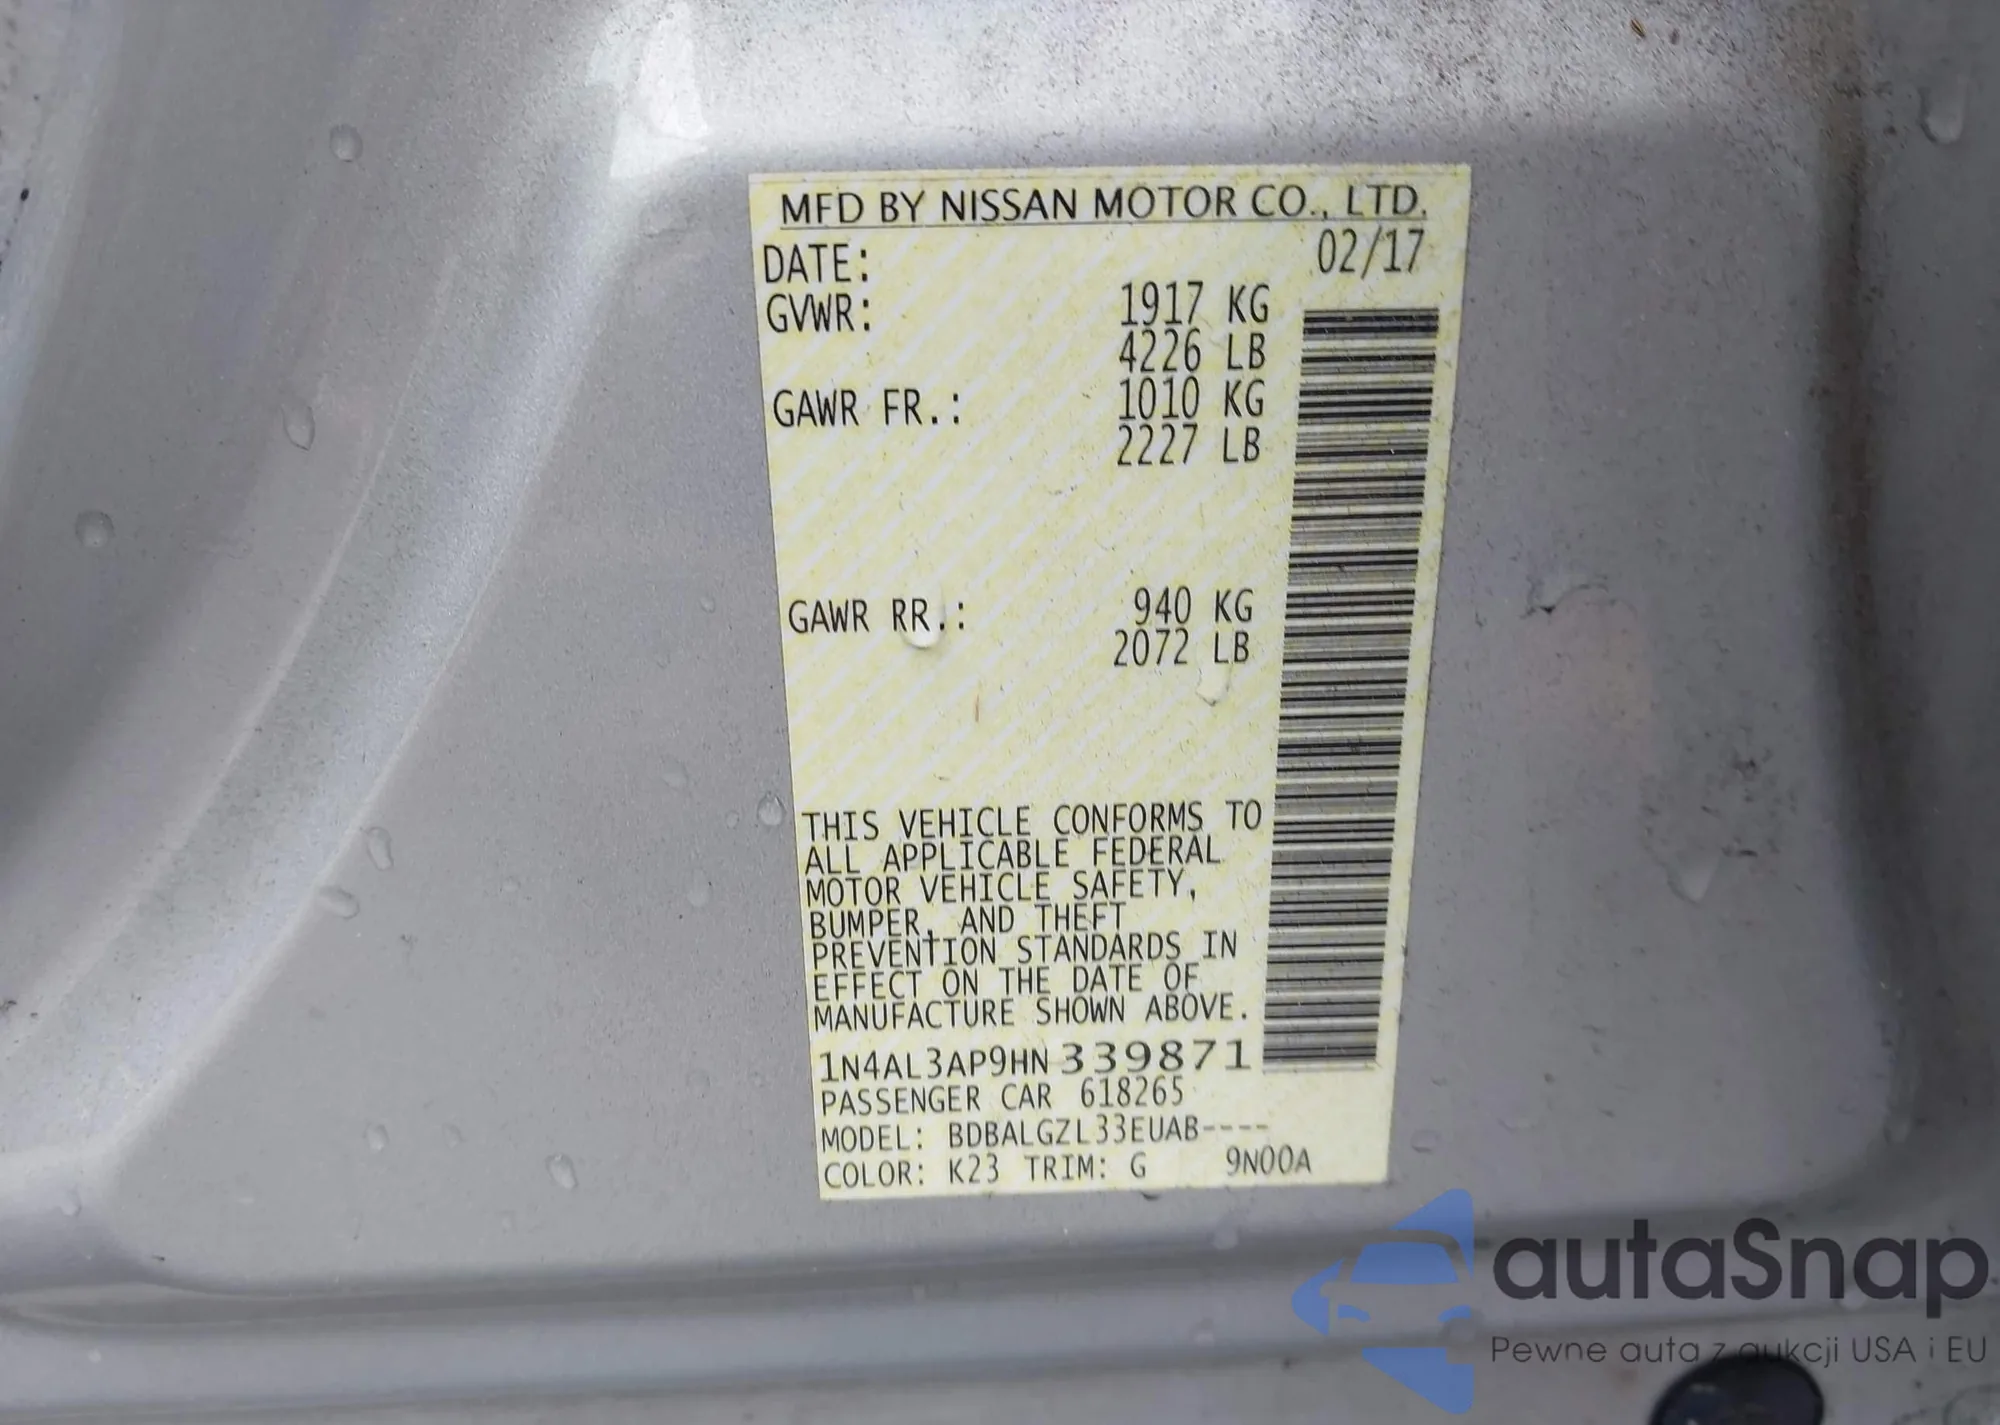 MFD BY NISSAN MOTOR CO., LTD.
DATE: 02/17
GVWR: 1917 KG
4226 LB
GAWR FR.: 1010 KG
2227 LB
GAWR RR.: 940 KG
2072 LB
THIS VEHICLE CONFORMS TO
ALL APPLICABLE FEDERAL
MOTOR VEHICLE SAFETY,
BUMPER, AND THEFT
PREVENTION STANDARDS IN
EFFECT ON THE DATE OF
MANUFACTURE SHOWN ABOVE.
1N4AL3AP9HN339871
PASSENGER CAR 618265
MODEL: BDBALGZL33EUAB----
COLOR: K23 TRIM: G 9N00A
autaSnap
Pewne auta z aukcji USA i EU